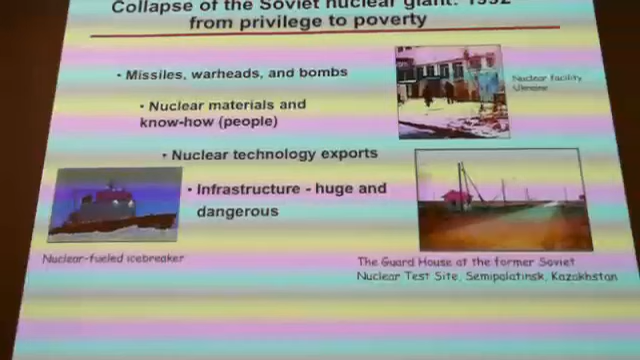 Collapse of the Soviet nuclear giant: 1992
from privilege to poverty
• Missiles, warheads, and bombs
Nuclear facility
Ukraine
• Nuclear materials and
know-how (people)
• Nuclear technology exports
• Infrastructure - huge and
dangerous
Nuclear-fueled icebreaker
The Guard House at the former Soviet
Nuclear Test Site, Semipalatinsk, Kazakhstan